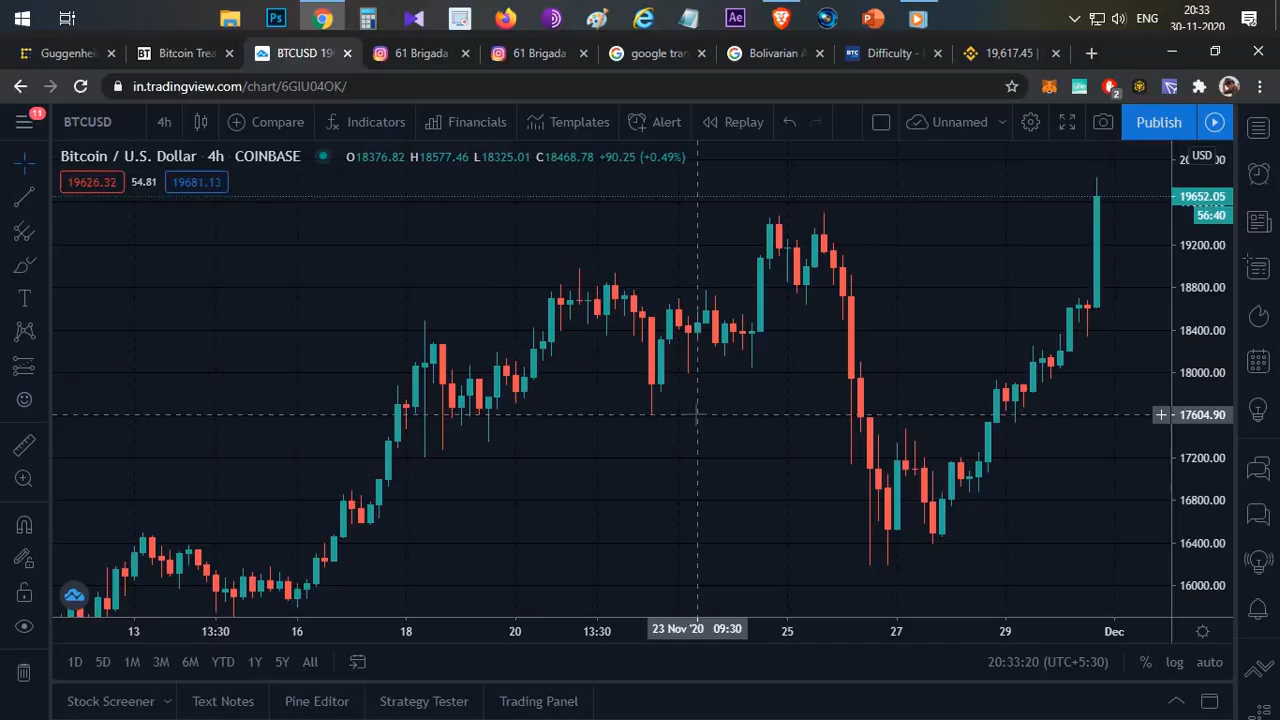 20:33
ENG
30-11-2020
Guggenhei
Bitcoin Trea
BTCUSD 19
61 Brigada
61 Brigada
google tran
Bolivarian A
Difficulty -
19,617.45 |
in.tradingview.com/chart/6GIU04OK/
2
11
BTCUSD
4h
Compare
Indicators
Financials
Templates
Alert
Replay
Unnamed
Publish
Bitcoin / U.S. Dollar 4h COINBASE
O18376.82 H18577.46 L18325.01 C18468.78 +90.25 (+0.49%)
USD
19626.32 54.81 19681.13
19652.05
56:40
19200.00
18800.00
18400.00
18000.00
17604.90
17200.00
16800.00
16400.00
16000.00
13 13:30 16 18 20 13:30 23 Nov '20 09:30 25 27 29 Dec
1D 5D 1M 3M 6M YTD 1Y 5Y All
20:33:20 (UTC+5:30) % log auto
Stock Screener Text Notes Pine Editor Strategy Tester Trading Panel